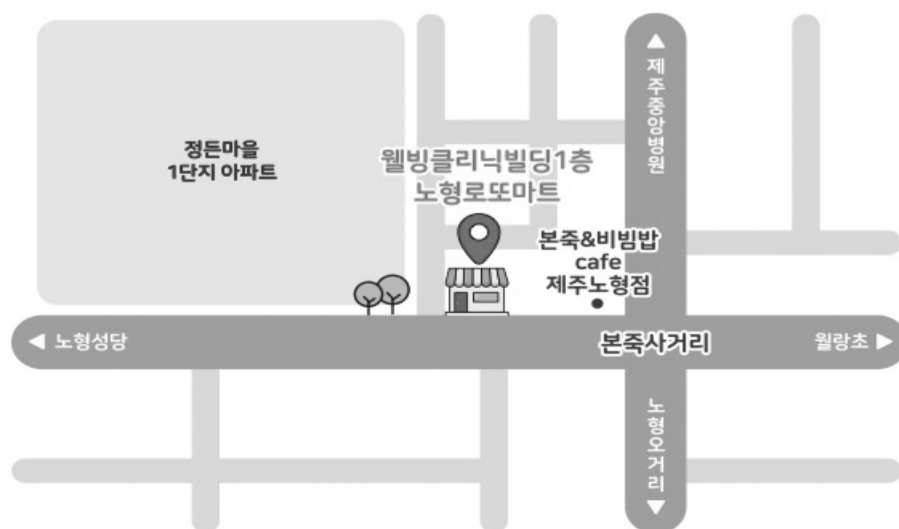 제주중앙병원
정든마을
1단지 아파트
웰빙클리닉빌딩1층
노형로또마트
본죽&비빔밥
cafe
제주노형점
노형성당
본죽사거리
월랑초
노형오거리